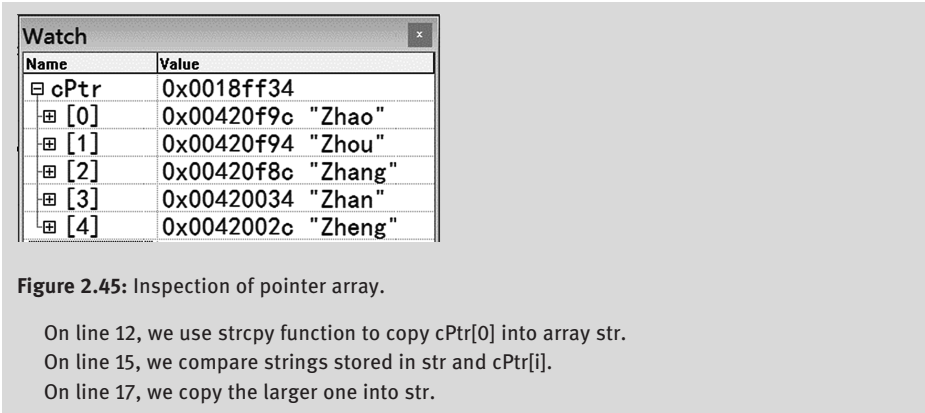 Watch x
Name Value
cPtr 0x0018ff34
[0] 0x00420f9c "Zhao"
[1] 0x00420f94 "Zhou"
[2] 0x00420f8c "Zhang"
[3] 0x00420034 "Zhan"
[4] 0x0042002c "Zheng"
Figure 2.45: Inspection of pointer array.
On line 12, we use strcpy function to copy cPtr[0] into array str.
On line 15, we compare strings stored in str and cPtr[i].
On line 17, we copy the larger one into str.